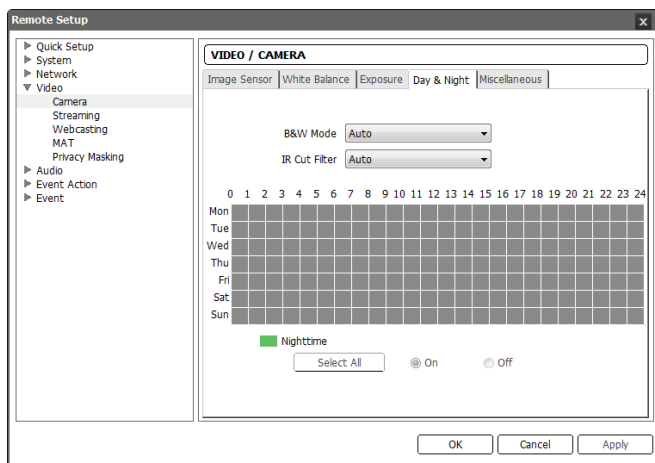 Remote Setup
x
Quick Setup
System
Network
Video
Camera
Streaming
Webcasting
MAT
Privacy Masking
Audio
Event Action
Event
VIDEO / CAMERA
Image Sensor White Balance Exposure Day & Night Miscellaneous
B&W Mode Auto
IR Cut Filter Auto
0 1 2 3 4 5 6 7 8 9 10 11 12 13 14 15 16 17 18 19 20 21 22 23 24
Mon
Tue
Wed
Thu
Fri
Sat
Sun
Nighttime
Select All On Off
OK Cancel Apply